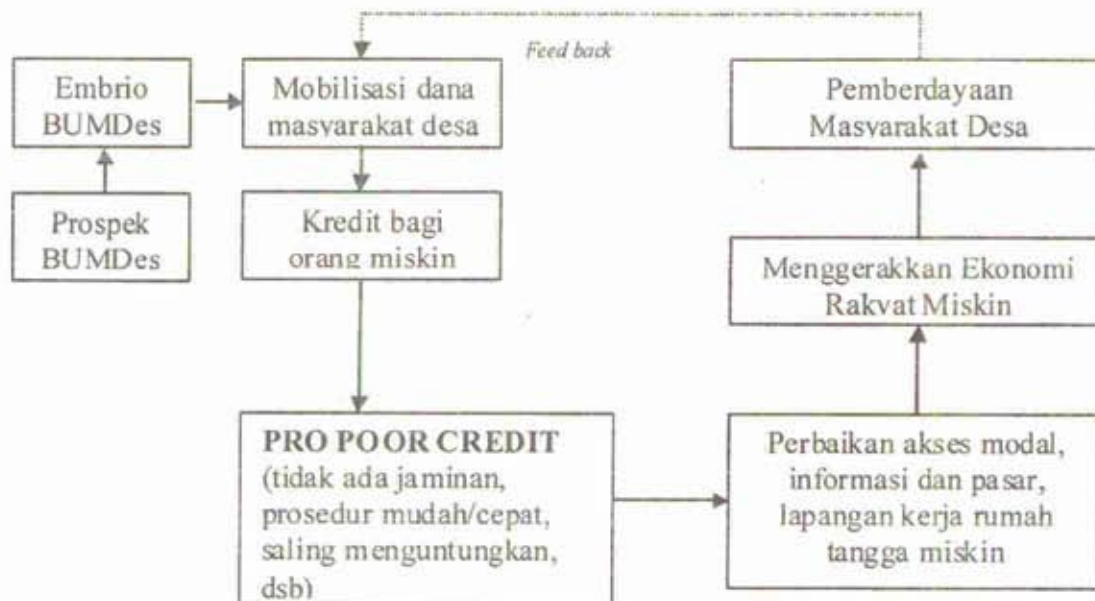 Feed back
Embrio
BUMDes
Mobilisasi dana
masyarakat desa
Pemberdayaan
Masyarakat Desa
Prospek
BUMDes
Kredit bagi
orang miskin
Menggerakkan Ekonomi
Rakyat Miskin
PRO POOR CREDIT
(tidak ada jaminan,
prosedur mudah/cepat,
saling menguntungkan,
dsb)
Perbaikan akses modal,
informasi dan pasar,
lapangan kerja rumah
tangga miskin